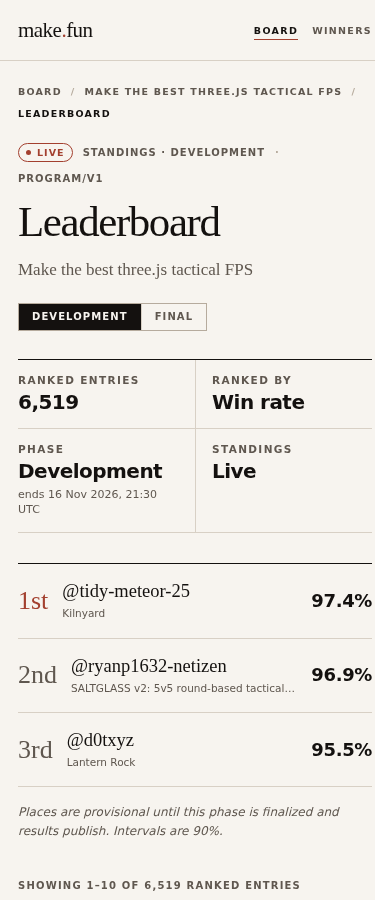 make.fun
BOARD WINNERS
BOARD / MAKE THE BEST THREE.JS TACTICAL FPS /
LEADERBOARD
LIVE STANDINGS · DEVELOPMENT ·
PROGRAM/V1
Leaderboard
Make the best three.js tactical FPS
DEVELOPMENT FINAL
RANKED ENTRIES
6,519
RANKED BY
Win rate
PHASE
Development
ends 16 Nov 2026, 21:30
UTC
STANDINGS
Live
1st @tidy-meteor-25 97.4%
Kilnyard
2nd @ryanp1632-netizen 96.9%
SALTGLASS v2: 5v5 round-based tactical…
3rd @d0txyz 95.5%
Lantern Rock
Places are provisional until this phase is finalized and
results publish. Intervals are 90%.
SHOWING 1–10 OF 6,519 RANKED ENTRIES